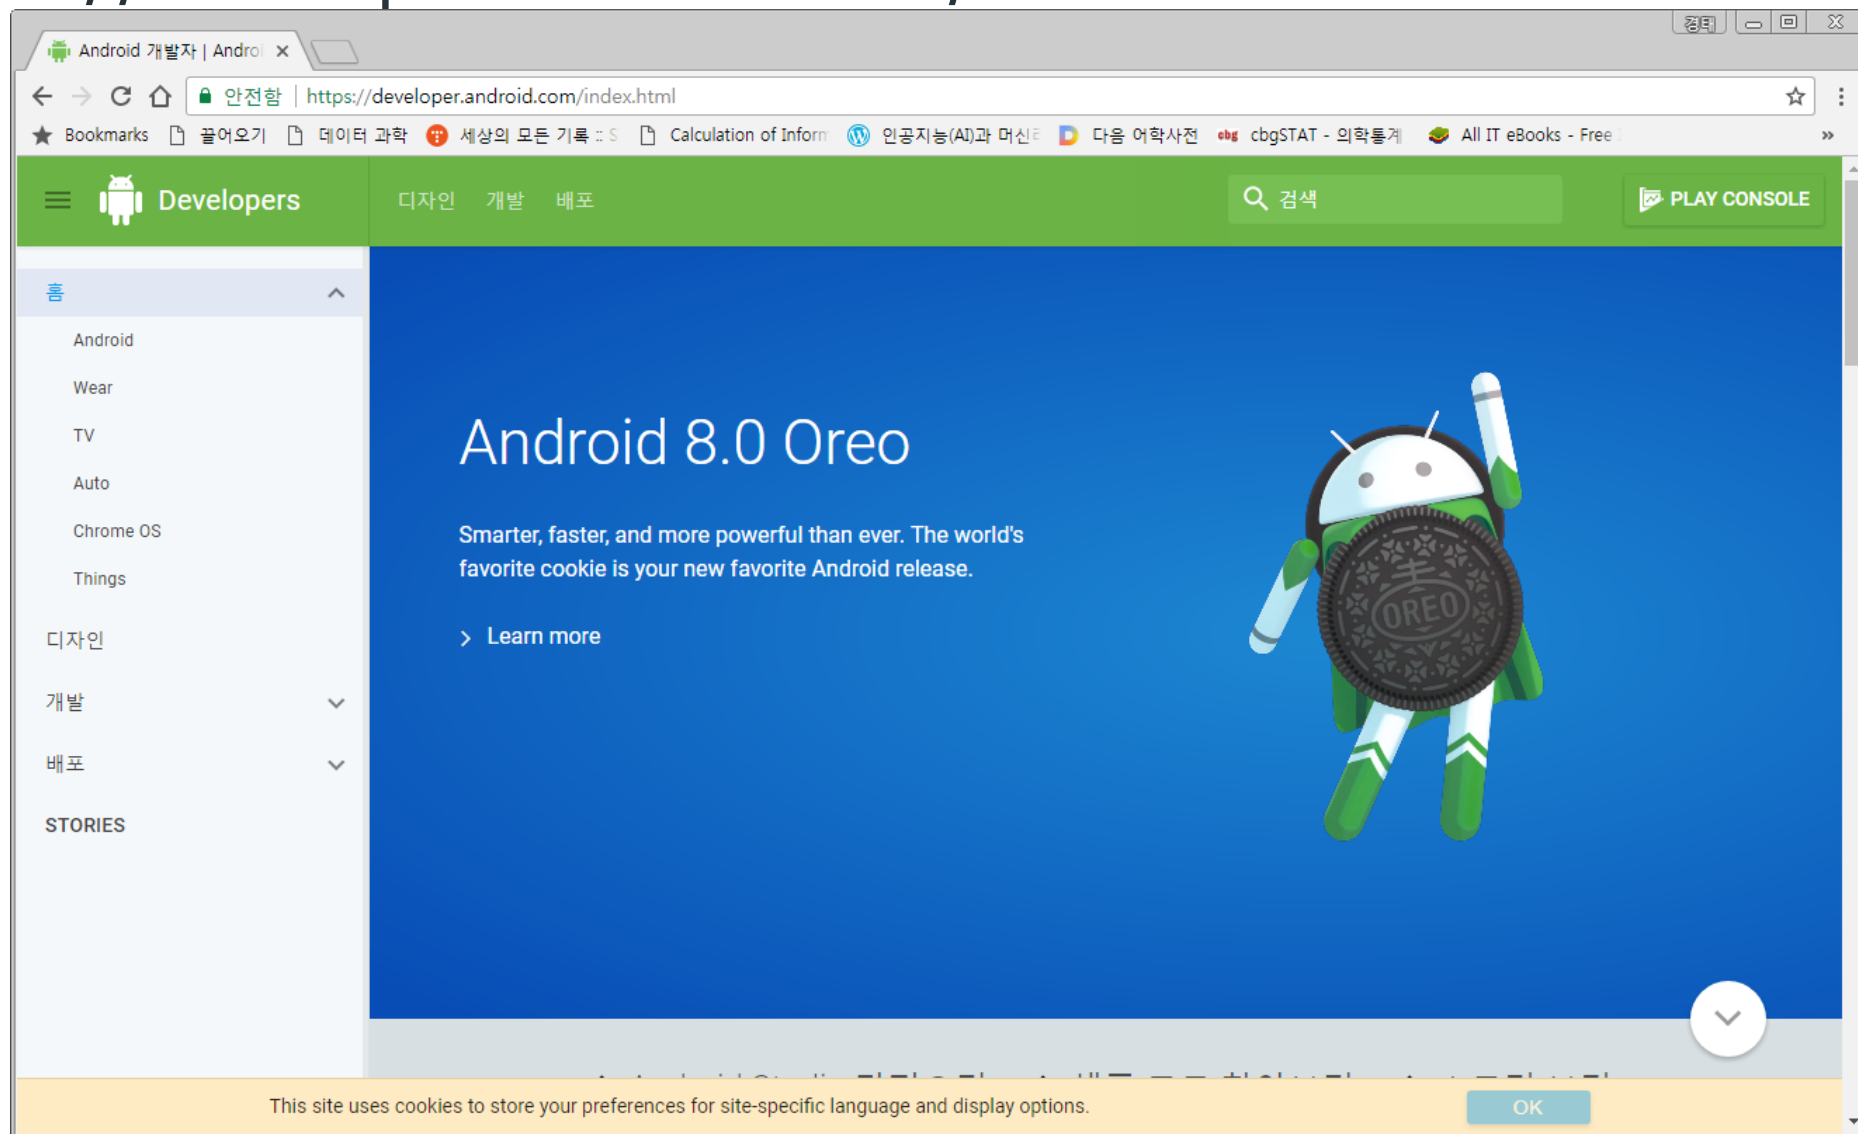 경태
Android 개발자 | Androi
안전함 | https://developer.android.com/index.html
Bookmarks 끌어오기 데이터 과학 세상의 모든 기록 :: S Calculation of Inform 인공지능(AI)과 머신 다음 어학사전 cbg cbgSTAT - 의학통계 All IT eBooks - Free »
Developers 디자인 개발 배포 검색 PLAY CONSOLE
홈
Android
Wear
TV
Auto
Chrome OS
Things
디자인
개발
배포
STORIES
Android 8.0 Oreo
Smarter, faster, and more powerful than ever. The world's
favorite cookie is your new favorite Android release.
Learn more
OREO
This site uses cookies to store your preferences for site-specific language and display options. OK